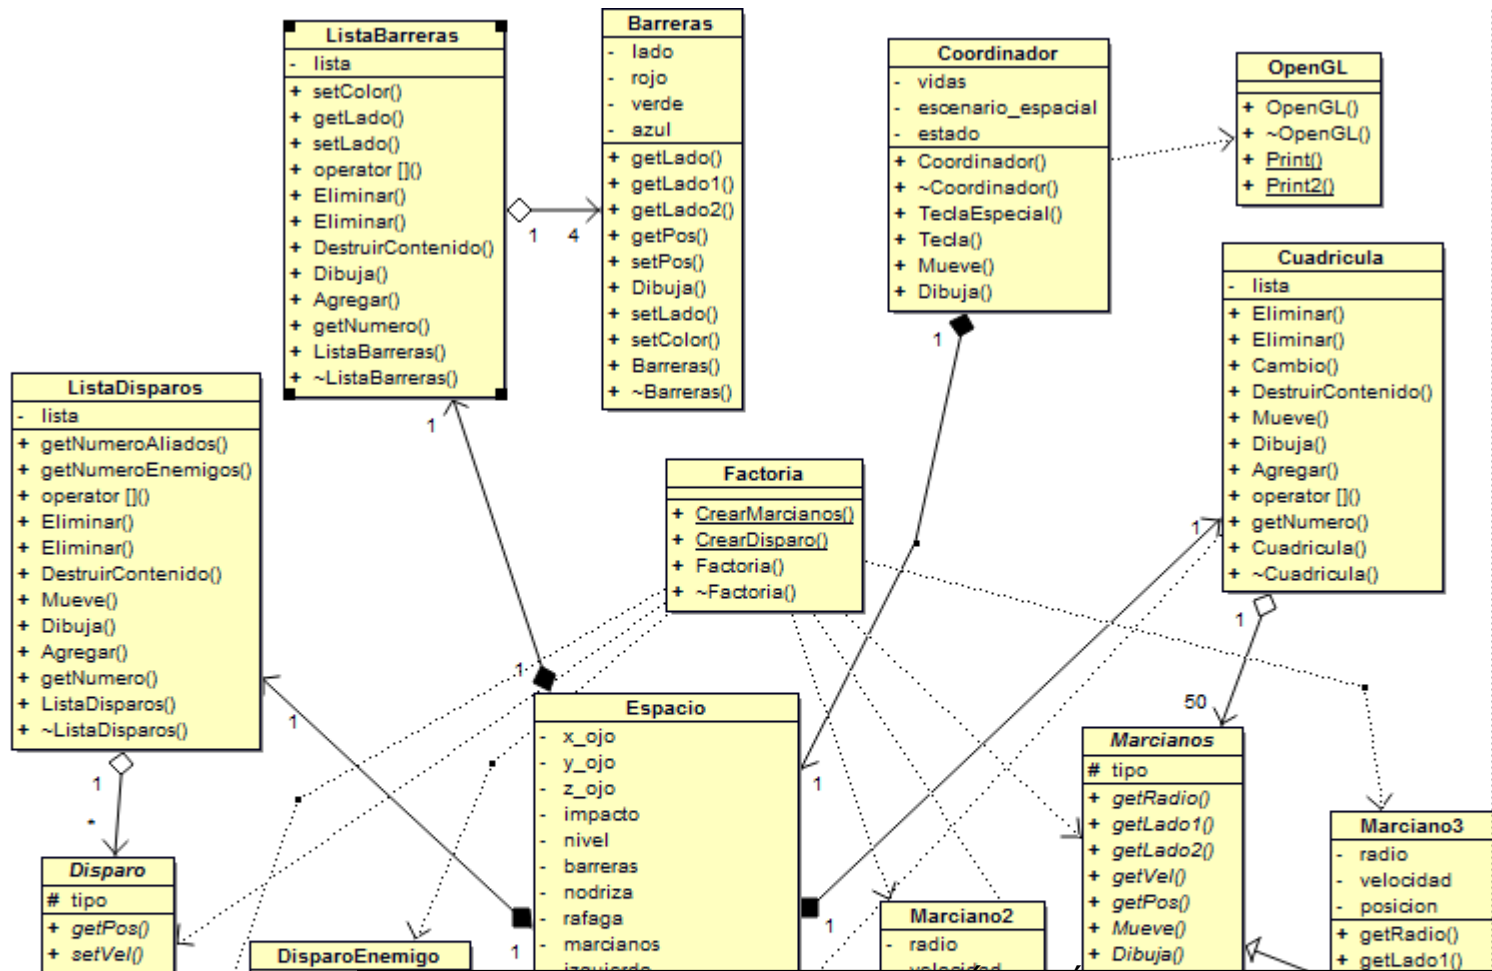 ListaBarreras
- lista
+ setColor()
+ getLado()
+ setLado()
+ operator []()
+ Eliminar()
+ Eliminar()
+ DestruirContenido()
+ Dibuja()
+ Agregar()
+ getNumero()
+ ListaBarreras()
+ ~ListaBarreras()
Barreras
- lado
- rojo
- verde
- azul
+ getLado()
+ getLado1()
+ getLado2()
+ getPos()
+ setPos()
+ Dibuja()
+ setLado()
+ setColor()
+ Barreras()
+ ~Barreras()
1
4
Coordinador
- vidas
- escenario_espacial
- estado
+ Coordinador()
+ ~Coordinador()
+ TeclaEspecial()
+ Tecla()
+ Mueve()
+ Dibuja()
1
OpenGL
+ OpenGL()
+ ~OpenGL()
+ Print()
+ Print2()
Cuadricula
- lista
+ Eliminar()
+ Eliminar()
+ Cambio()
+ DestruirContenido()
+ Mueve()
+ Dibuja()
+ Agregar()
+ operator []()
+ getNumero()
+ Cuadricula()
+ ~Cuadricula()
1
1
50
ListaDisparos
- lista
+ getNumeroAliados()
+ getNumeroEnemigos()
+ operator []()
+ Eliminar()
+ Eliminar()
+ DestruirContenido()
+ Mueve()
+ Dibuja()
+ Agregar()
+ getNumero()
+ ListaDisparos()
+ ~ListaDisparos()
1
1
1
*
Factoria
+ CrearMarcianos()
+ CrearDisparo()
+ Factoria()
+ ~Factoria()
1
Espacio
- x_ojo
- y_ojo
- z_ojo
- impacto
- nivel
- barreras
- nodriza
- rafaga
- marcianos
- izquierdo
1
1
1
Disparo
# tipo
+ getPos()
+ setVel()
DisparoEnemigo
Marciano2
- radio
- velocidad
Marcianos
# tipo
+ getRadio()
+ getLado1()
+ getLado2()
+ getVel()
+ getPos()
+ Mueve()
+ Dibuja()
Marciano3
- radio
- velocidad
- posicion
+ getRadio()
+ getLado1()